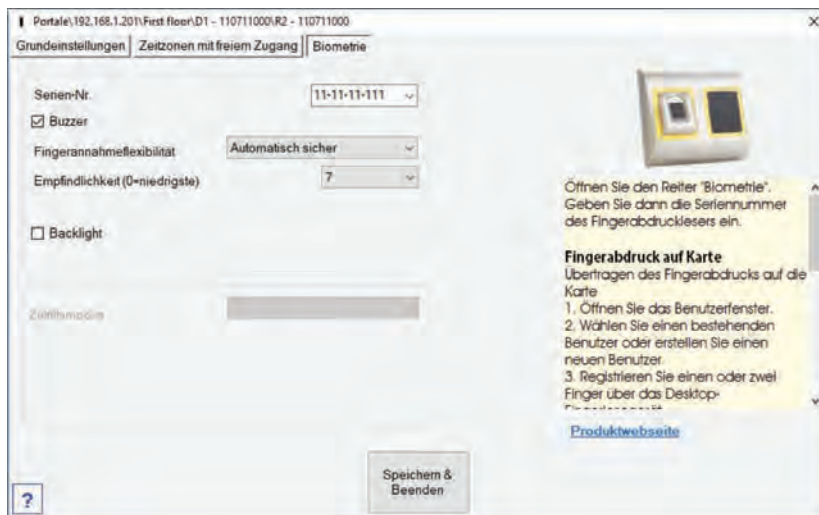 Portale\192.168.1.201\First floor\D1 - 110711000\R2 - 110711000
Grundeinstellungen Zeitzonen mit freiem Zugang Biometrie
Serien-Nr. 11-11-11-111
Buzzer
Fingerannahmeflexibilität Automatisch sicher
Empfindlichkeit (0=niedrigste) 7
Backlight
Öffnen Sie den Reiter "Biometrie".
Geben Sie dann die Seriennummer
des Fingerabdrucklesers ein.
Fingerabdruck auf Karte
Übertragen des Fingerabdrucks auf die
Karte
1. Öffnen Sie das Benutzerfenster.
2. Wählen Sie einen bestehenden
Benutzer oder erstellen Sie einen
neuen Benutzer.
3. Registrieren Sie einen oder zwei
Finger über das Desktop-
Produktwebseite
Speichern &
Beenden
?